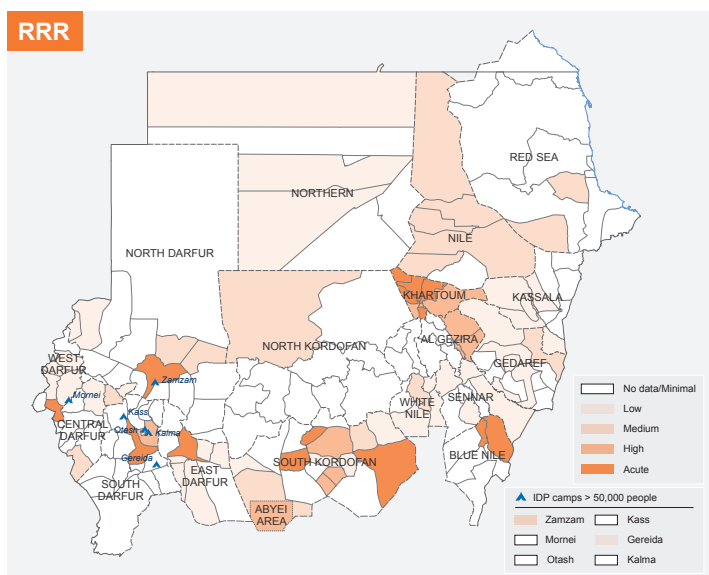 RRR
RED SEA
NORTHERN
NORTH DARFUR
NILE
KHARTOUM
KASSALA
NORTH KORDOFAN
AL GEZIRA
WEST
DARFUR
GEDAREF
Zamzam
Mornei
WHITE
NILE
SENNAR
Kass
CENTRAL
DARFUR
Otash
Kalma
Gereida
SOUTH KORDOFAN
BLUE NILE
EAST
DARFUR
SOUTH
DARFUR
ABYEI
AREA
No data/Minimal
Low
Medium
High
Acute
IDP camps > 50,000 people
Zamzam
Kass
Mornei
Gereida
Otash
Kalma